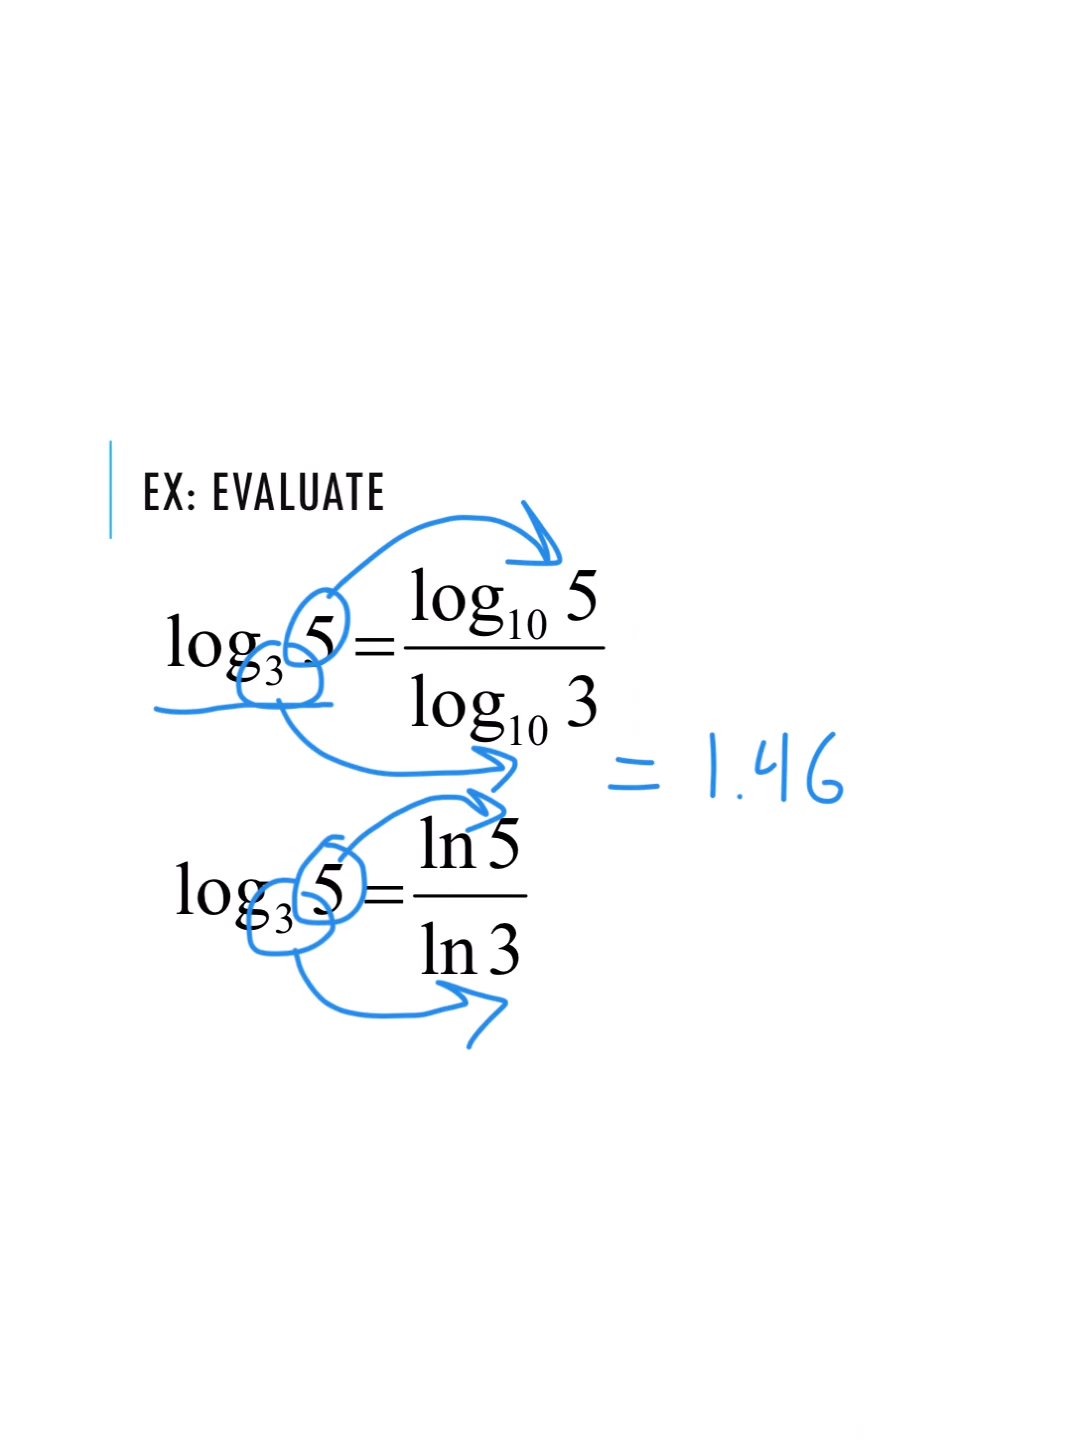 EX: EVALUATE
log₃ 5 = log₁₀ 5 / log₁₀ 3
= 1.46
log₃ 5 = ln 5 / ln 3